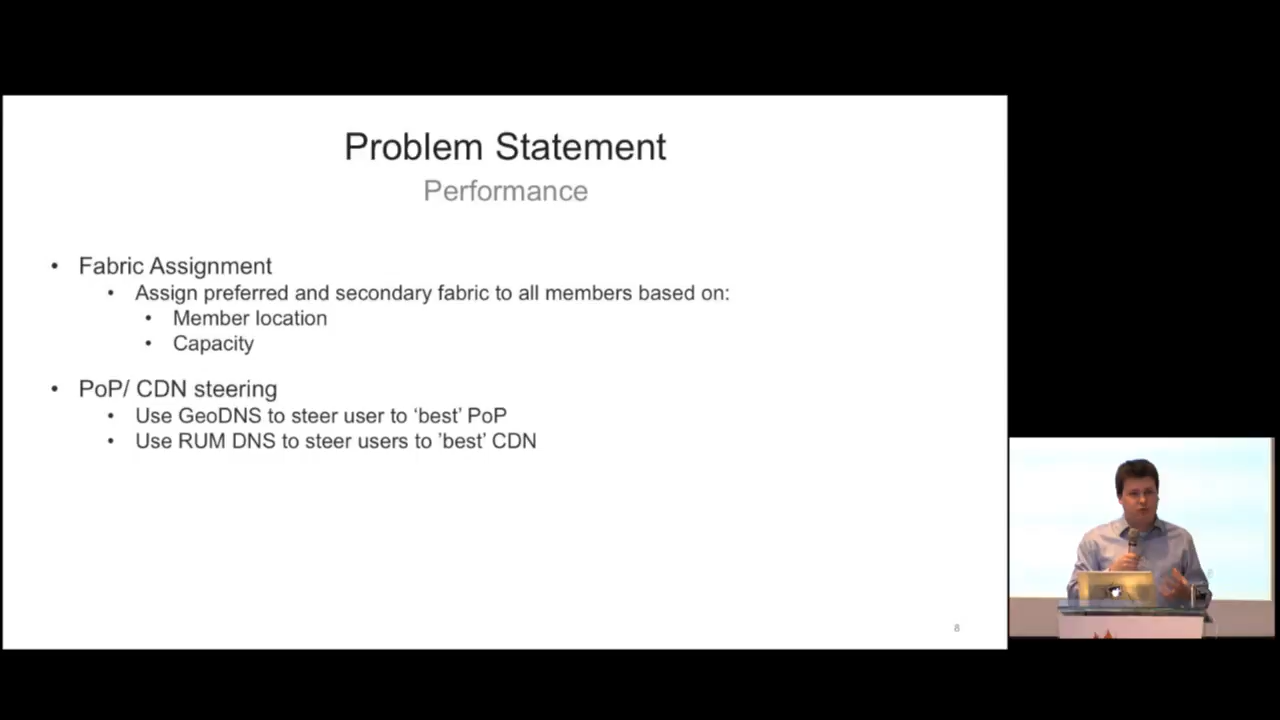 Problem Statement
Performance
• Fabric Assignment
• Assign preferred and secondary fabric to all members based on:
• Member location
• Capacity
• PoP/ CDN steering
• Use GeoDNS to steer user to ‘best’ PoP
• Use RUM DNS to steer users to ’best’ CDN
8